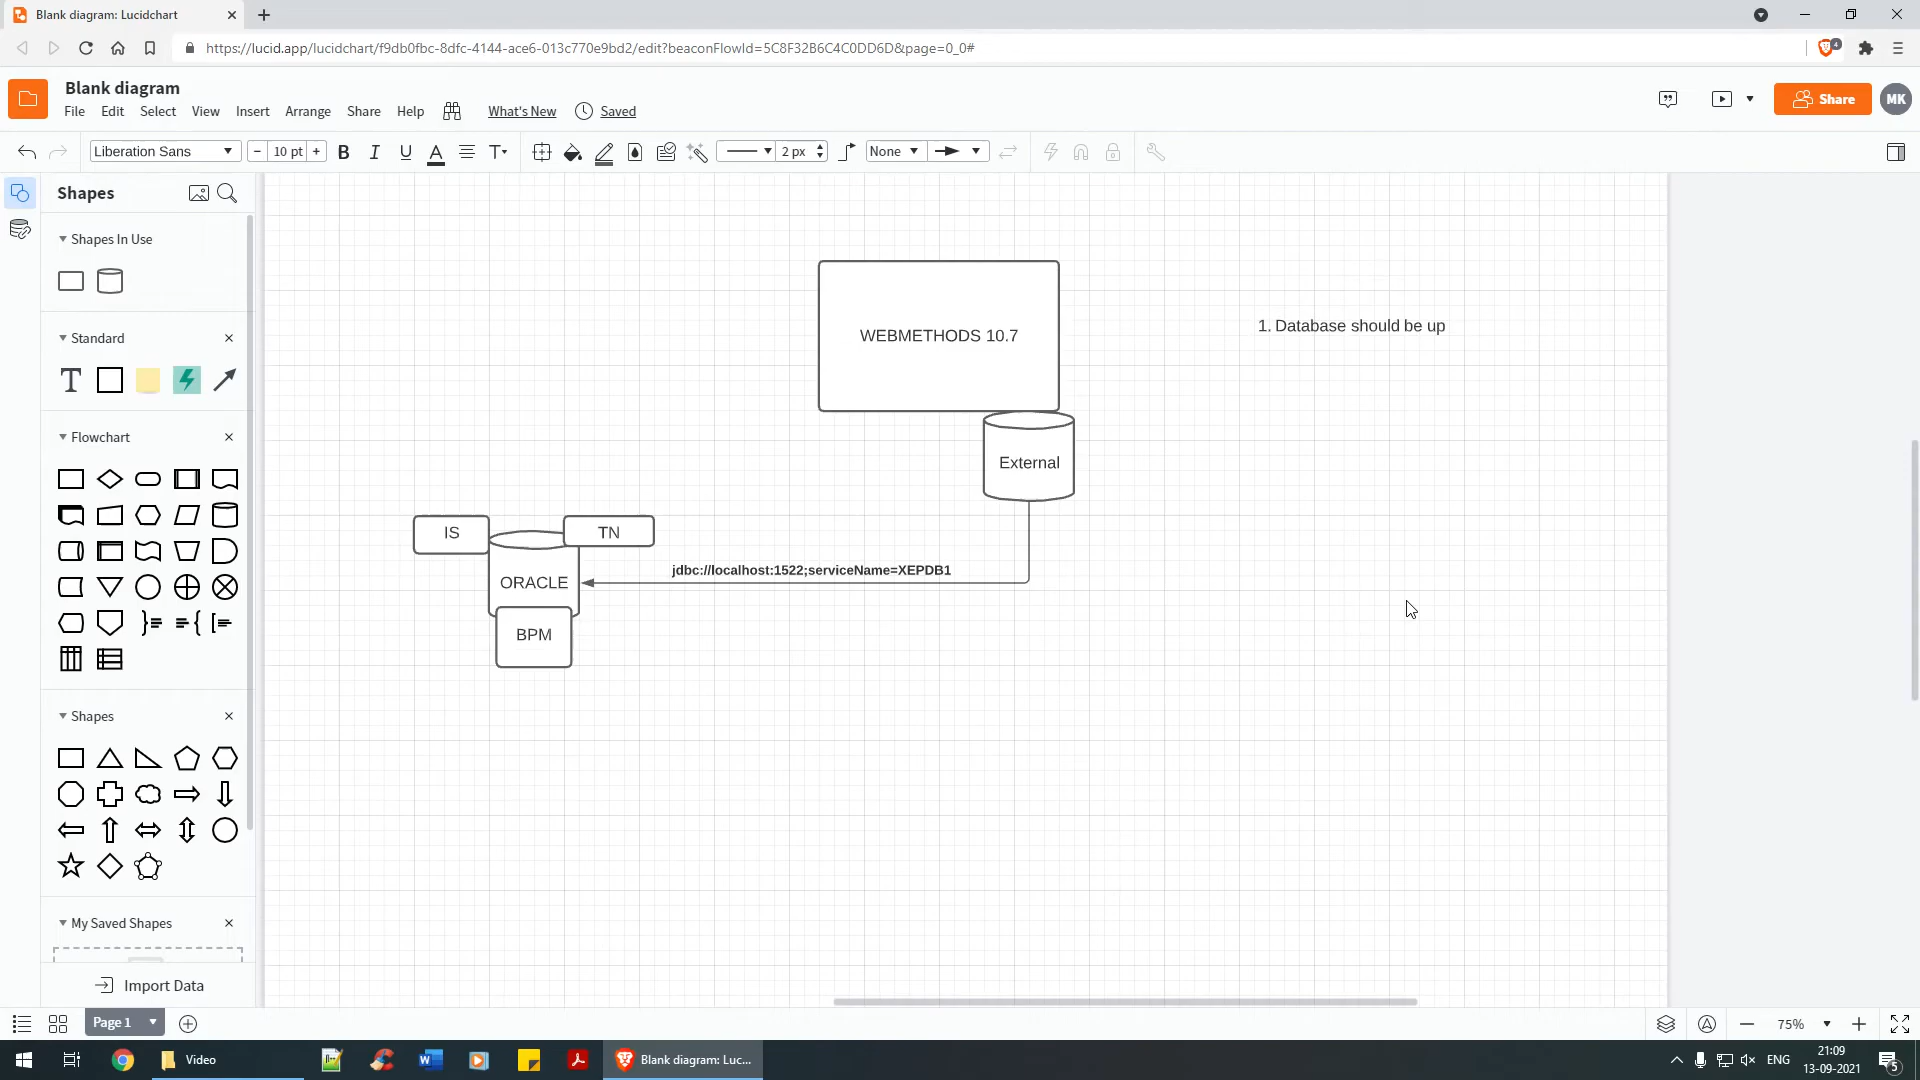 Blank diagram: Lucidchart
https://lucid.app/lucidchart/f9db0fbc-8dfc-4144-ace6-013c770e9bd2/edit?beaconFlowId=5C8F32B6C4C0DD6D&page=0_0#
4
Blank diagram
File Edit Select View Insert Arrange Share Help What's New Saved
Share
MK
Liberation Sans
− 10 pt +
B I U A T
2 px
None
Shapes
Shapes In Use
Standard
T
Flowchart
Shapes
My Saved Shapes
Import Data
WEBMETHODS 10.7
1. Database should be up
External
IS
TN
jdbc://localhost:1522;serviceName=XEPDB1
ORACLE
BPM
Page 1
75%
Video
Blank diagram: Luc...
ENG
21:09
13-09-2021
5